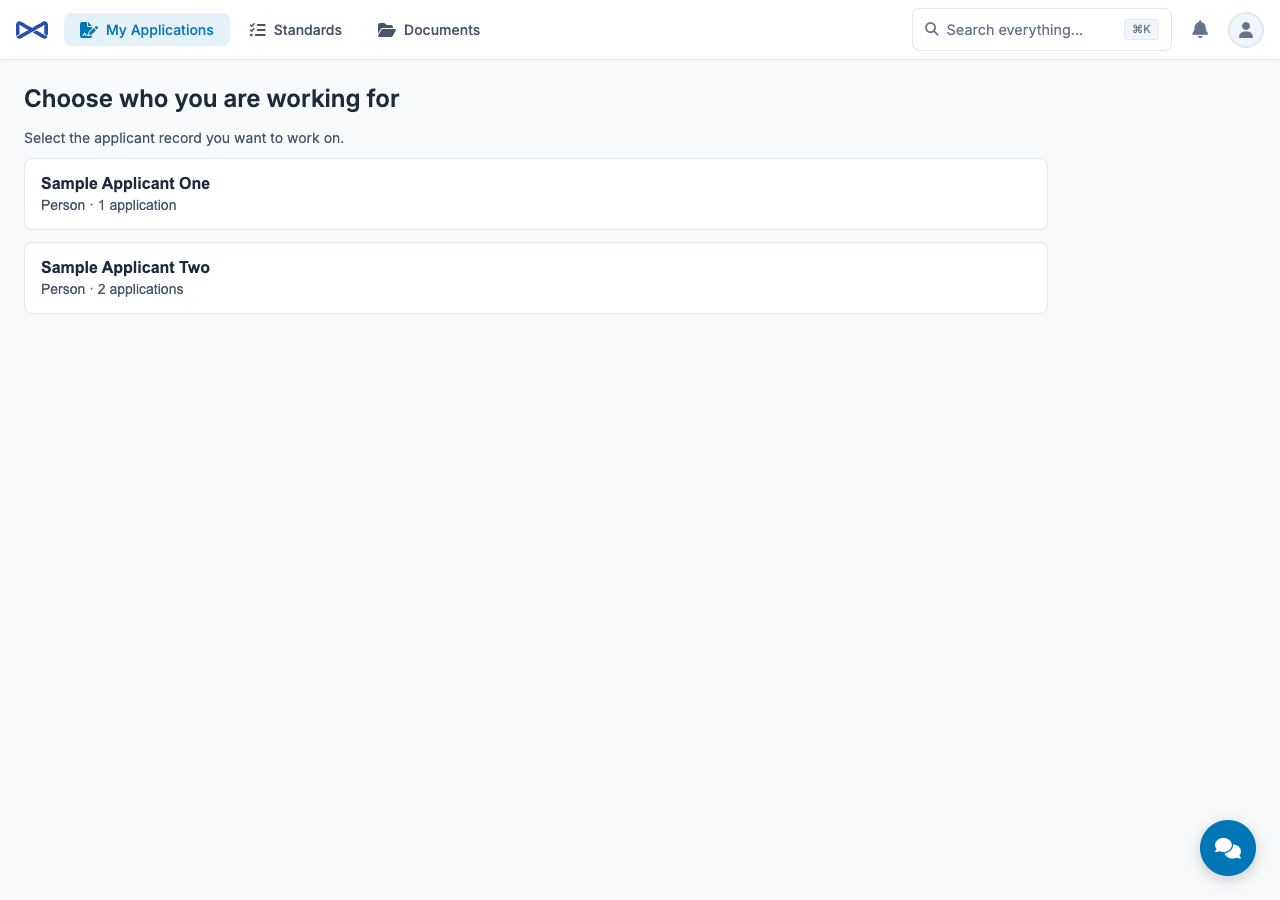 My Applications
Standards
Documents
Search everything...
⌘K
Choose who you are working for
Select the applicant record you want to work on.
Sample Applicant One
Person · 1 application
Sample Applicant Two
Person · 2 applications